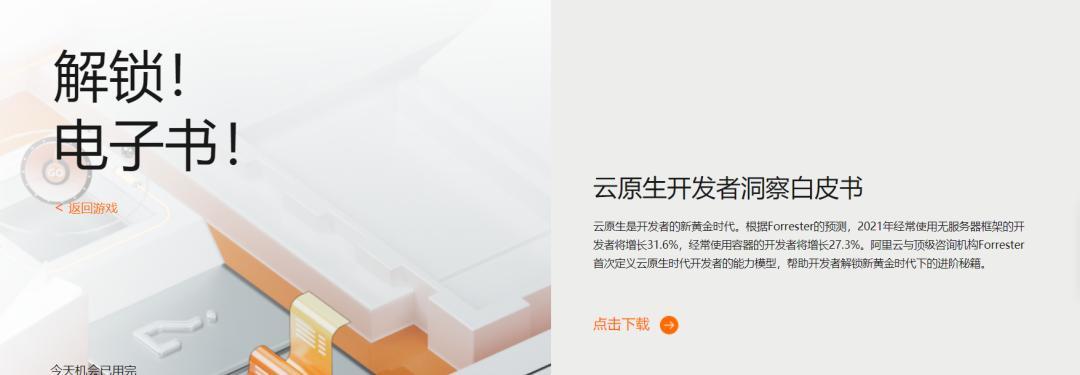 解锁！
电子书！
GO
< 返回游戏
今天机会已用完
云原生开发者洞察白皮书
云原生是开发者的新黄金时代。根据Forrester的预测，2021年经常使用无服务器框架的开
发者将增长31.6%，经常使用容器的开发者将增长27.3%。阿里云与顶级咨询机构Forrester
首次定义云原生时代开发者的能力模型，帮助开发者解锁新黄金时代下的进阶秘籍。
点击下载